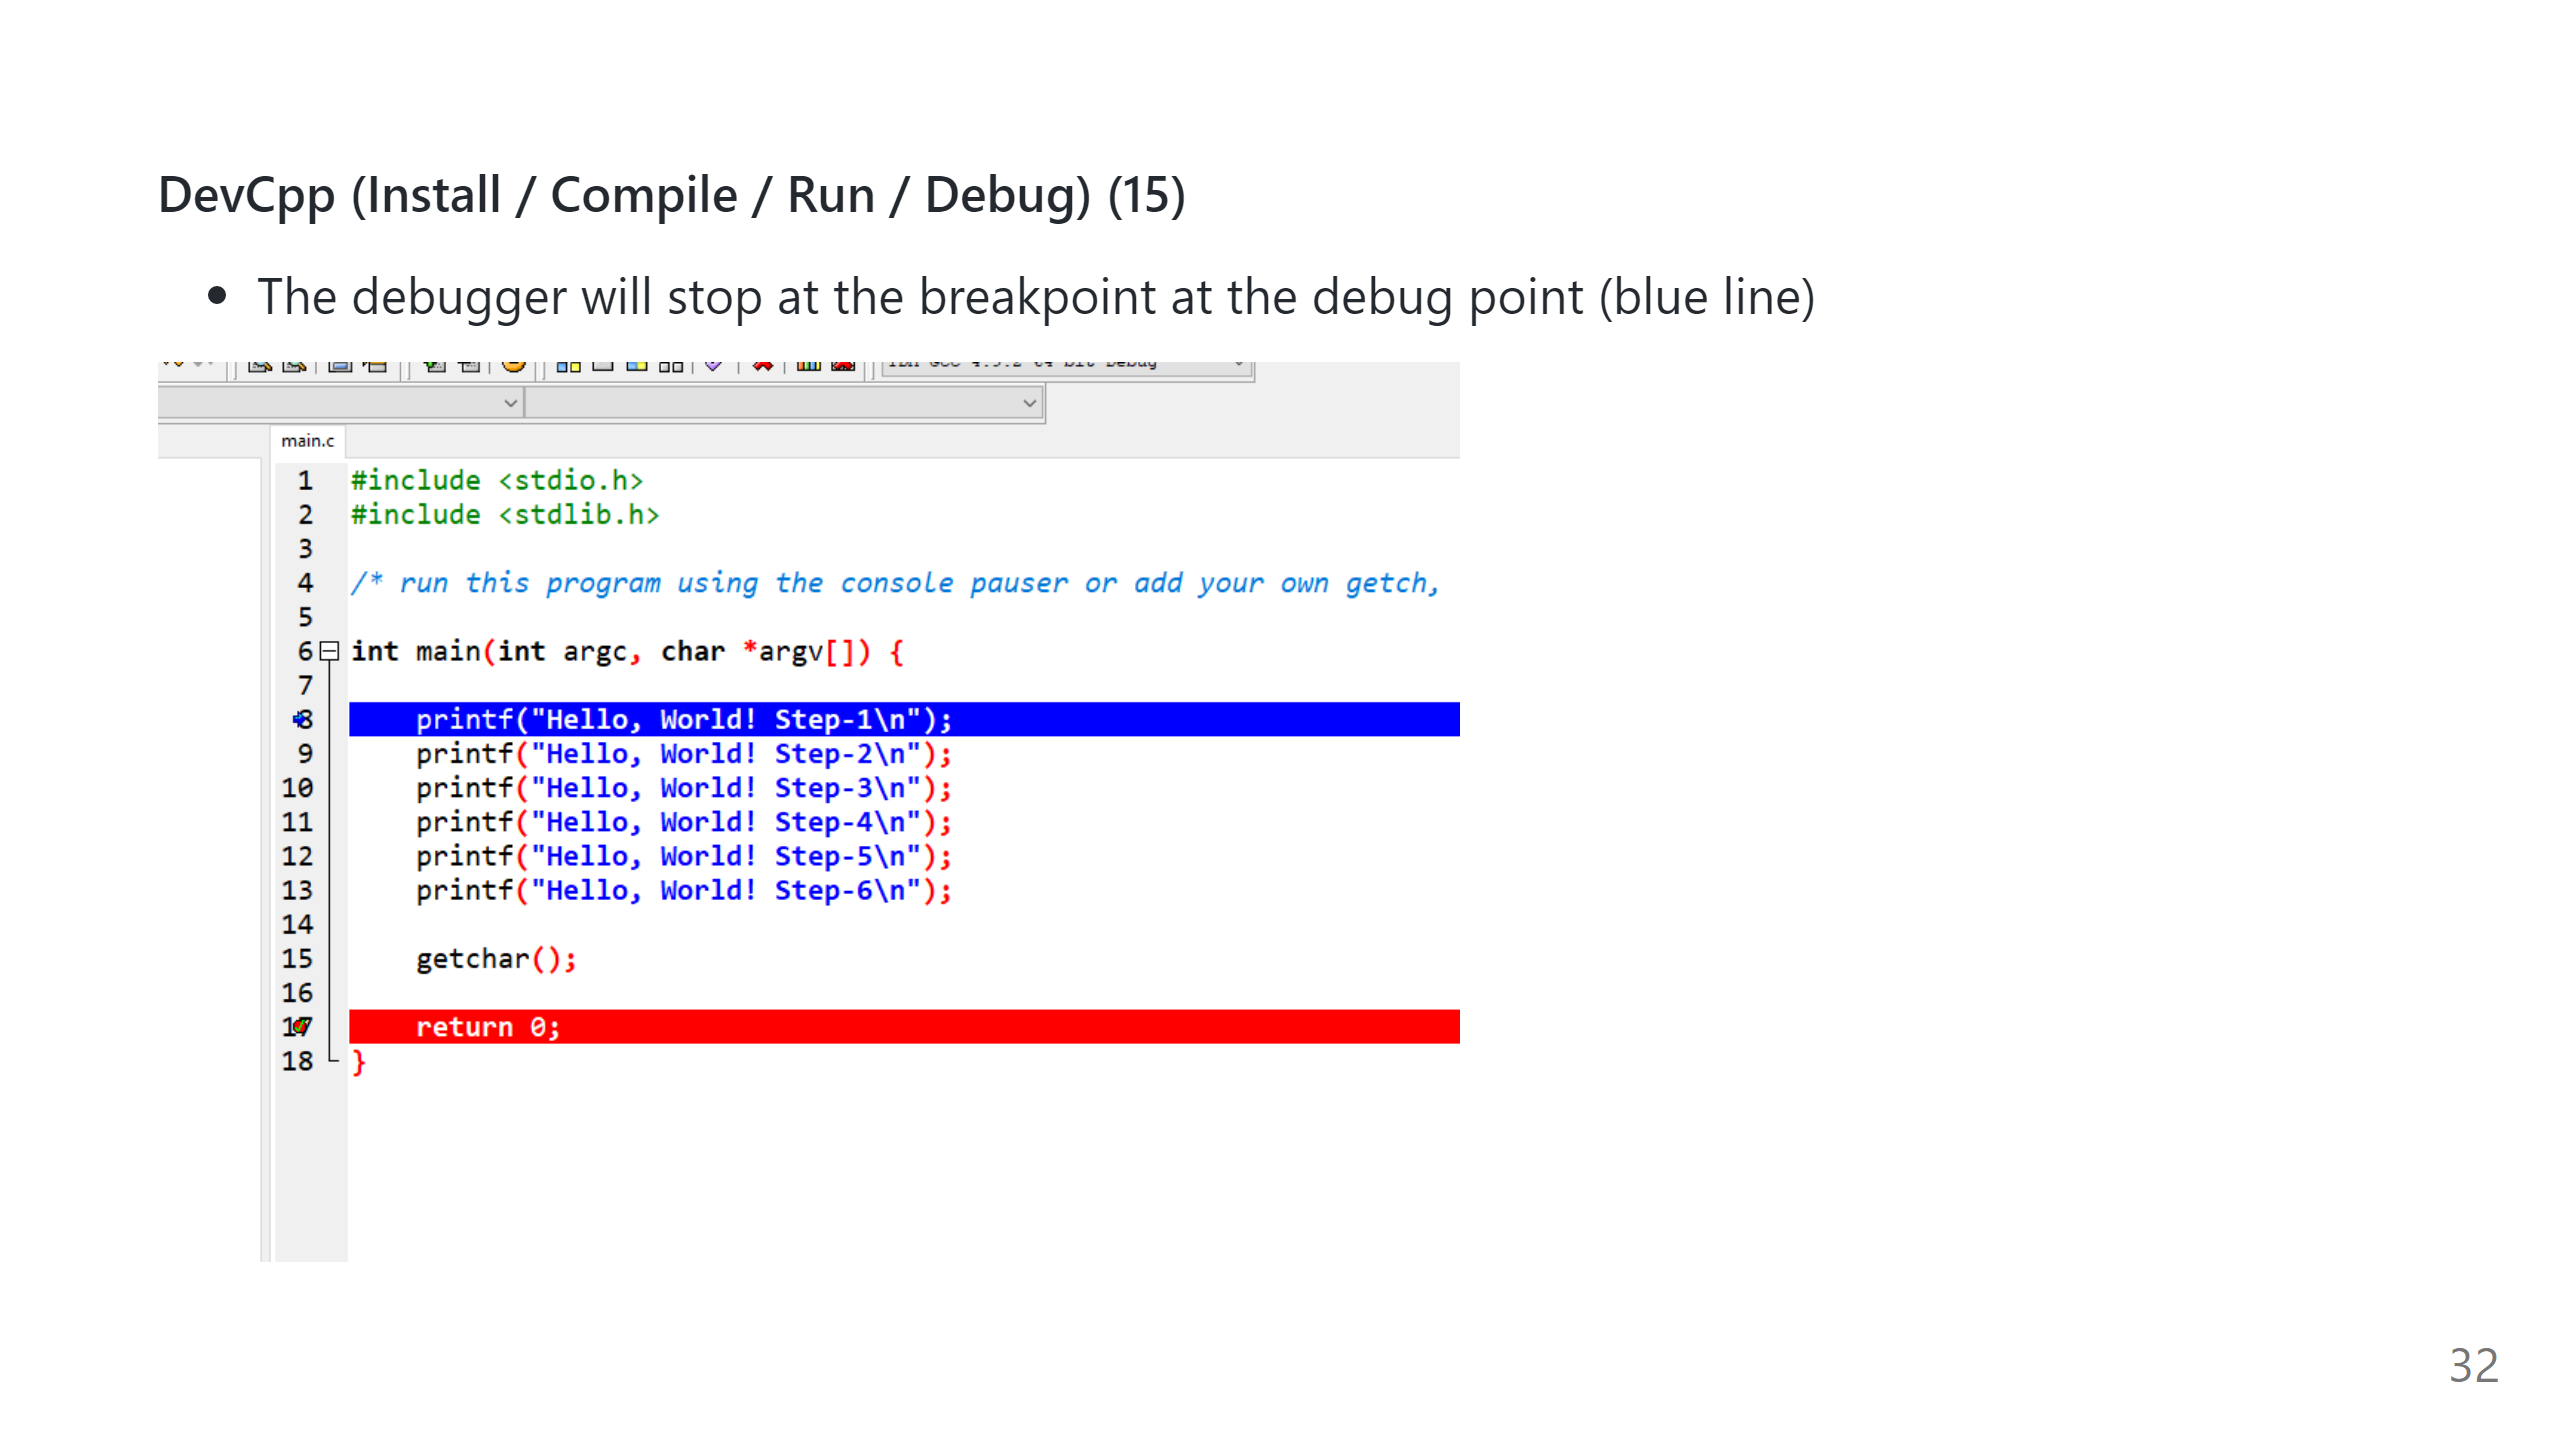 DevCpp (Install / Compile / Run / Debug) (15)
• The debugger will stop at the breakpoint at the debug point (blue line)
main.c
1 #include <stdio.h>
2 #include <stdlib.h>
3
4 /* run this program using the console pauser or add your own getch,
5
6 int main(int argc, char *argv[]) {
7
8 printf("Hello, World! Step-1\n");
9 printf("Hello, World! Step-2\n");
10 printf("Hello, World! Step-3\n");
11 printf("Hello, World! Step-4\n");
12 printf("Hello, World! Step-5\n");
13 printf("Hello, World! Step-6\n");
14
15 getchar();
16
17 return 0;
18 }
32